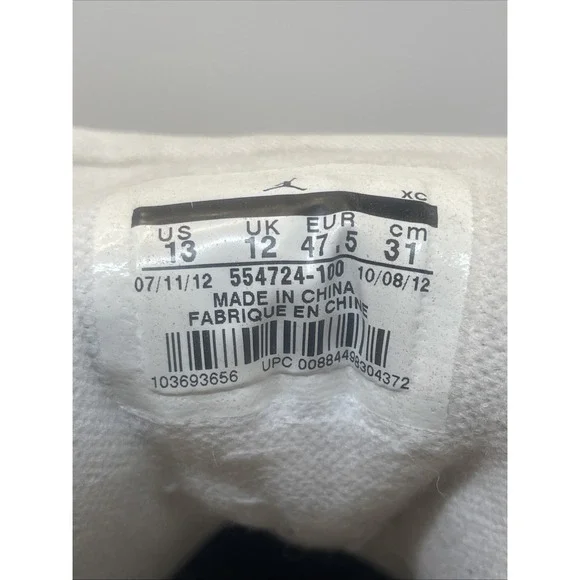 XC
US UK EUR cm
13 12 47.5 31
07/11/12 554724-100 10/08/12
MADE IN CHINA
FABRIQUE EN CHINE
103693656 UPC 00884498304372